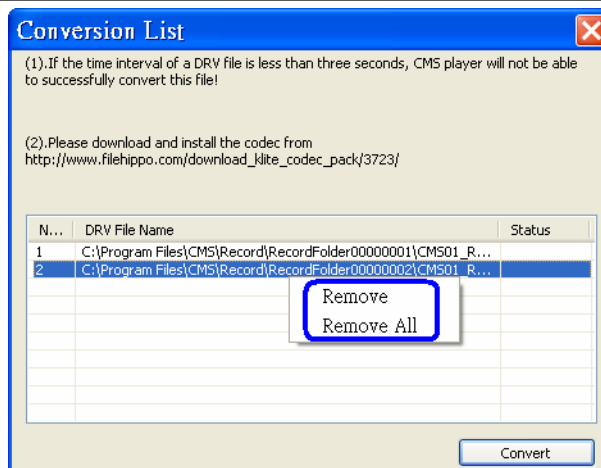 Conversion List
(1).If the time interval of a DRV file is less than three seconds, CMS player will not be able
to successfully convert this file!
(2).Please download and install the codec from
http://www.filehippo.com/download_klite_codec_pack/3723/
N... DRV File Name Status
1 C:\Program Files\CMS\Record\RecordFolder00000001\CMS01_R...
2 C:\Program Files\CMS\Record\RecordFolder00000002\CMS01_R...
Remove
Remove All
Convert